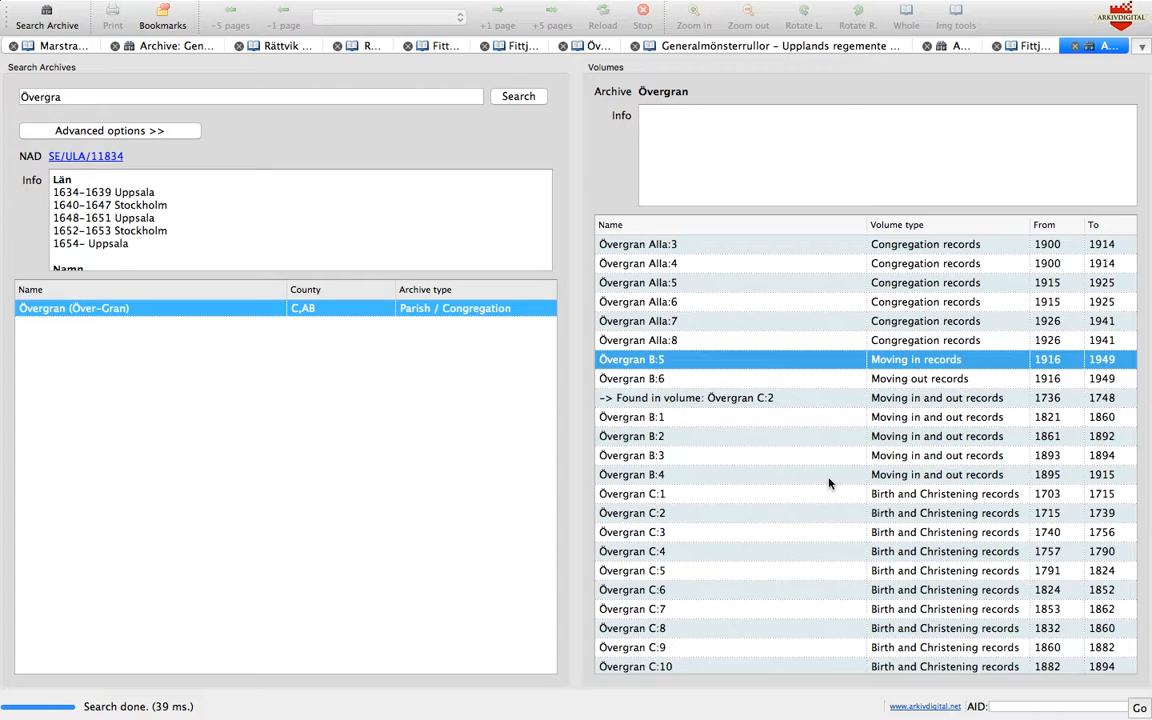 Search Archive
Print
Bookmarks
-5 pages
-1 page
+1 page
+5 pages
Reload
Stop
Zoom in
Zoom out
Rotate L.
Rotate R.
Whole
Img tools
ARKIVDIGITAL
Marstra...
Archive: Gen...
Rättvik ...
R...
Fitt...
Fittj...
Öv...
Generalmönsterrullor - Upplands regemente ...
A...
Fittj...
A...
Search Archives
Övergra
Search
Advanced options >>
NAD SE/ULA/11834
Info
Län
1634-1639 Uppsala
1640-1647 Stockholm
1648-1651 Uppsala
1652-1653 Stockholm
1654- Uppsala
Namn
Name County Archive type
Övergran (Över-Gran) C,AB Parish / Congregation
Volumes
Archive Övergran
Info
Name Volume type From To
Övergran AIIa:3 Congregation records 1900 1914
Övergran AIIa:4 Congregation records 1900 1914
Övergran AIIa:5 Congregation records 1915 1925
Övergran AIIa:6 Congregation records 1915 1925
Övergran AIIa:7 Congregation records 1926 1941
Övergran AIIa:8 Congregation records 1926 1941
Övergran B:5 Moving in records 1916 1949
Övergran B:6 Moving out records 1916 1949
-> Found in volume: Övergran C:2 Moving in and out records 1736 1748
Övergran B:1 Moving in and out records 1821 1860
Övergran B:2 Moving in and out records 1861 1892
Övergran B:3 Moving in and out records 1893 1894
Övergran B:4 Moving in and out records 1895 1915
Övergran C:1 Birth and Christening records 1703 1715
Övergran C:2 Birth and Christening records 1715 1739
Övergran C:3 Birth and Christening records 1740 1756
Övergran C:4 Birth and Christening records 1757 1790
Övergran C:5 Birth and Christening records 1791 1824
Övergran C:6 Birth and Christening records 1824 1852
Övergran C:7 Birth and Christening records 1853 1862
Övergran C:8 Birth and Christening records 1832 1860
Övergran C:9 Birth and Christening records 1860 1882
Övergran C:10 Birth and Christening records 1882 1894
Search done. (39 ms.)
www.arkivdigital.net AID:
Go